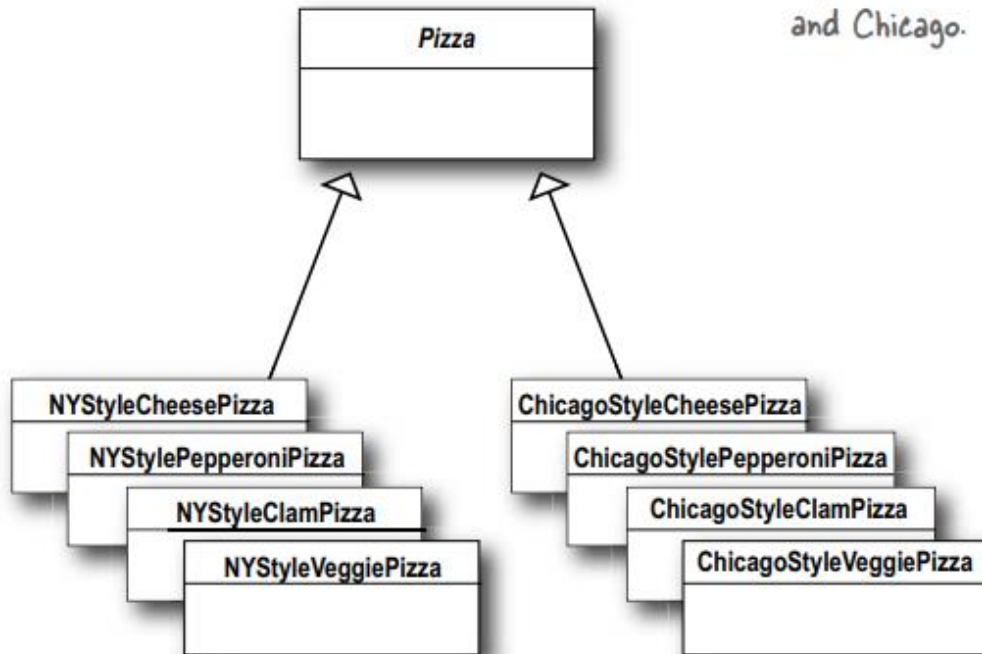 and Chicago.
Pizza
NYStyleCheesePizza
NYStylePepperoniPizza
NYStyleClamPizza
NYStyleVeggiePizza
ChicagoStyleCheesePizza
ChicagoStylePepperoniPizza
ChicagoStyleClamPizza
ChicagoStyleVeggiePizza